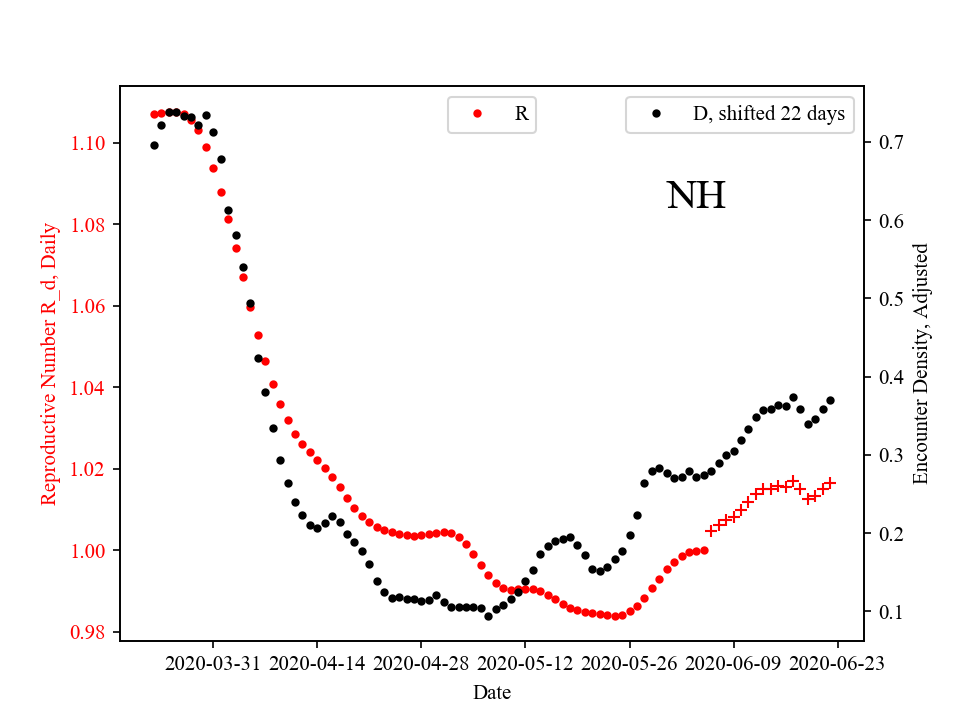 R
D, shifted 22 days
NH
Reproductive Number R_d, Daily
1.10
1.08
1.06
1.04
1.02
1.00
0.98
0.7
0.6
0.5
0.4
0.3
0.2
0.1
Encounter Density, Adjusted
2020-03-31 2020-04-14 2020-04-28 2020-05-12 2020-05-26 2020-06-09 2020-06-23
Date